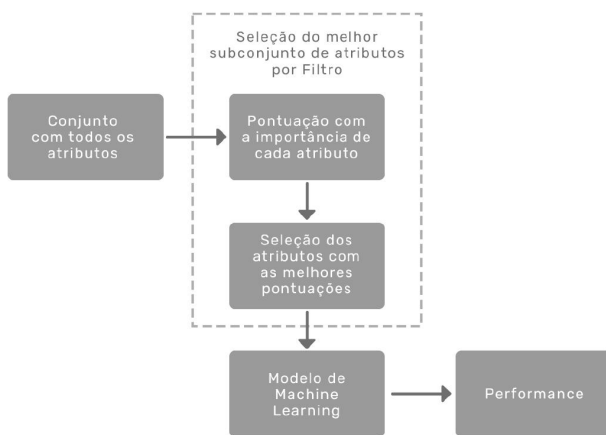 Seleção do melhor
subconjunto de atributos
por Filtro
Conjunto
com todos os
atributos
Pontuação com
a importância de
cada atributo
Seleção dos
atributos com
as melhores
pontuações
Modelo de
Machine
Learning
Performance